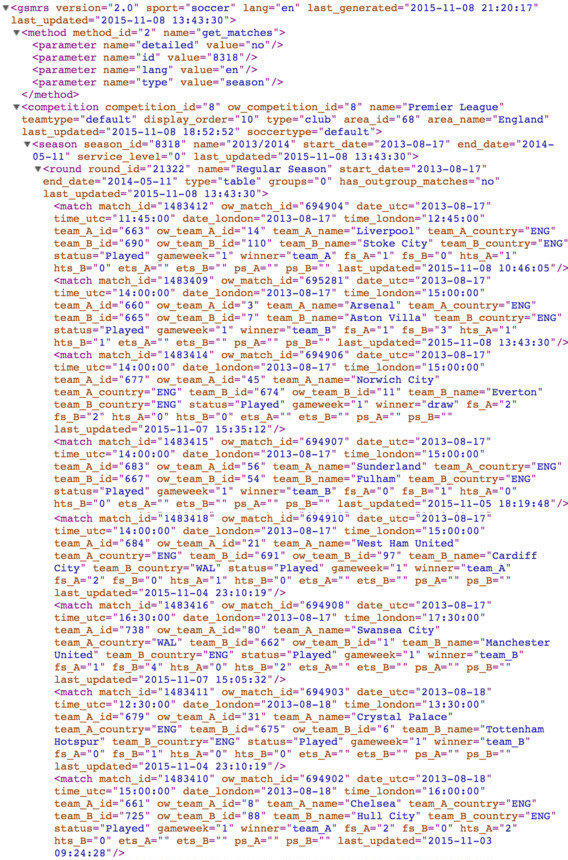 ▼<gsmrs version="2.0" sport="soccer" lang="en" last_generated="2015-11-08 21:20:17"
last_updated="2015-11-08 13:43:30">
▼<method method_id="2" name="get_matches">
<parameter name="detailed" value="no"/>
<parameter name="id" value="8318"/>
<parameter name="lang" value="en"/>
<parameter name="type" value="season"/>
</method>
▼<competition competition_id="8" ow_competition_id="8" name="Premier League"
teamtype="default" display_order="10" type="club" area_id="68" area_name="England"
last_updated="2015-11-08 18:52:52" soccertype="default">
▼<season season_id="8318" name="2013/2014" start_date="2013-08-17" end_date="2014-
05-11" service_level="0" last_updated="2015-11-08 13:43:30">
▼<round round_id="21322" name="Regular Season" start_date="2013-08-17"
end_date="2014-05-11" type="table" groups="0" has_outgroup_matches="no"
last_updated="2015-11-08 13:43:30">
<match match_id="1483412" ow_match_id="694904" date_utc="2013-08-17"
time_utc="11:45:00" date_london="2013-08-17" time_london="12:45:00"
team_A_id="663" ow_team_A_id="14" team_A_name="Liverpool" team_A_country="ENG"
team_B_id="690" ow_team_B_id="110" team_B_name="Stoke City" team_B_country="ENG"
status="Played" gameweek="1" winner="team_A" fs_A="1" fs_B="0" hts_A="1"
hts_B="0" ets_A="" ets_B="" ps_A="" ps_B="" last_updated="2015-11-08 10:46:05"/>
<match match_id="1483409" ow_match_id="695281" date_utc="2013-08-17"
time_utc="14:00:00" date_london="2013-08-17" time_london="15:00:00"
team_A_id="660" ow_team_A_id="3" team_A_name="Arsenal" team_A_country="ENG"
team_B_id="665" ow_team_B_id="7" team_B_name="Aston Villa" team_B_country="ENG"
status="Played" gameweek="1" winner="team_B" fs_A="1" fs_B="3" hts_A="1"
hts_B="1" ets_A="" ets_B="" ps_A="" ps_B="" last_updated="2015-11-08 13:43:30"/>
<match match_id="1483414" ow_match_id="694906" date_utc="2013-08-17"
time_utc="14:00:00" date_london="2013-08-17" time_london="15:00:00"
team_A_id="677" ow_team_A_id="45" team_A_name="Norwich City"
team_A_country="ENG" team_B_id="674" ow_team_B_id="11" team_B_name="Everton"
team_B_country="ENG" status="Played" gameweek="1" winner="draw" fs_A="2"
fs_B="2" hts_A="0" hts_B="0" ets_A="" ets_B="" ps_A="" ps_B=""
last_updated="2015-11-07 15:35:12"/>
<match match_id="1483415" ow_match_id="694907" date_utc="2013-08-17"
time_utc="14:00:00" date_london="2013-08-17" time_london="15:00:00"
team_A_id="683" ow_team_A_id="56" team_A_name="Sunderland" team_A_country="ENG"
team_B_id="667" ow_team_B_id="54" team_B_name="Fulham" team_B_country="ENG"
status="Played" gameweek="1" winner="team_B" fs_A="0" fs_B="1" hts_A="0"
hts_B="0" ets_A="" ets_B="" ps_A="" ps_B="" last_updated="2015-11-05 18:19:48"/>
<match match_id="1483418" ow_match_id="694910" date_utc="2013-08-17"
time_utc="14:00:00" date_london="2013-08-17" time_london="15:00:00"
team_A_id="684" ow_team_A_id="21" team_A_name="West Ham United"
team_A_country="ENG" team_B_id="691" ow_team_B_id="97" team_B_name="Cardiff
City" team_B_country="WAL" status="Played" gameweek="1" winner="team_A"
fs_A="2" fs_B="0" hts_A="1" hts_B="0" ets_A="" ets_B="" ps_A="" ps_B=""
last_updated="2015-11-04 23:10:19"/>
<match match_id="1483416" ow_match_id="694908" date_utc="2013-08-17"
time_utc="16:30:00" date_london="2013-08-17" time_london="17:30:00"
team_A_id="738" ow_team_A_id="80" team_A_name="Swansea City"
team_A_country="WAL" team_B_id="662" ow_team_B_id="1" team_B_name="Manchester
United" team_B_country="ENG" status="Played" gameweek="1" winner="team_B"
fs_A="1" fs_B="4" hts_A="0" hts_B="2" ets_A="" ets_B="" ps_A="" ps_B=""
last_updated="2015-11-07 15:05:32"/>
<match match_id="1483411" ow_match_id="694903" date_utc="2013-08-18"
time_utc="12:30:00" date_london="2013-08-18" time_london="13:30:00"
team_A_id="679" ow_team_A_id="31" team_A_name="Crystal Palace"
team_A_country="ENG" team_B_id="675" ow_team_B_id="6" team_B_name="Tottenham
Hotspur" team_B_country="ENG" status="Played" gameweek="1" winner="team_B"
fs_A="0" fs_B="1" hts_A="0" hts_B="0" ets_A="" ets_B="" ps_A="" ps_B=""
last_updated="2015-11-04 23:10:19"/>
<match match_id="1483410" ow_match_id="694902" date_utc="2013-08-18"
time_utc="15:00:00" date_london="2013-08-18" time_london="16:00:00"
team_A_id="661" ow_team_A_id="8" team_A_name="Chelsea" team_A_country="ENG"
team_B_id="725" ow_team_B_id="88" team_B_name="Hull City" team_B_country="ENG"
status="Played" gameweek="1" winner="team_A" fs_A="2" fs_B="0" hts_A="2"
hts_B="0" ets_A="" ets_B="" ps_A="" ps_B="" last_updated="2015-11-03
09:24:28"/>